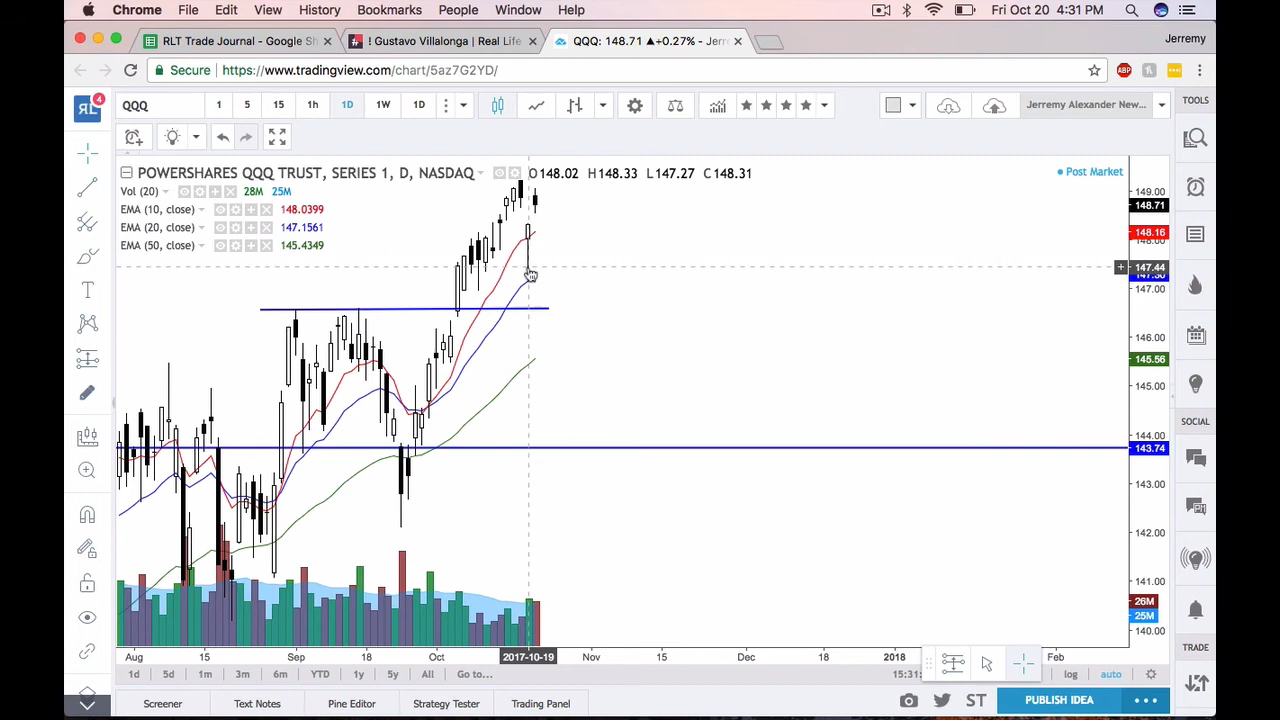 Chrome File Edit View History Bookmarks People Window Help Fri Oct 20 4:31 PM
RLT Trade Journal - Google Sh ! Gustavo Villalonga | Real Life QQQ: 148.71 ▲+0.27% - Jerr Jerremy
Secure | https://www.tradingview.com/chart/5az7G2YD/ ABP
RL 4 QQQ 1 5 15 1h 1D 1W 1D Jerremy Alexander New... TOOLS
POWERSHARES QQQ TRUST, SERIES 1, D, NASDAQ O148.02 H148.33 L147.27 C148.31 Post Market
Vol (20) 28M 25M
EMA (10, close) 148.0399
EMA (20, close) 147.1561
EMA (50, close) 145.4349
149.00
148.71
148.16
148.00
147.44
147.00
146.00
145.56
145.00
144.00
143.74
143.00
142.00
141.00
26M
25M
140.00
SOCIAL
TRADE
Aug 15 Sep 18 Oct 2017-10-19 Nov 15 Dec 18 2018 Feb
1d 5d 1m 3m 6m YTD 1y 5y All Go to... 15:31: log auto
Screener Text Notes Pine Editor Strategy Tester Trading Panel ST PUBLISH IDEA